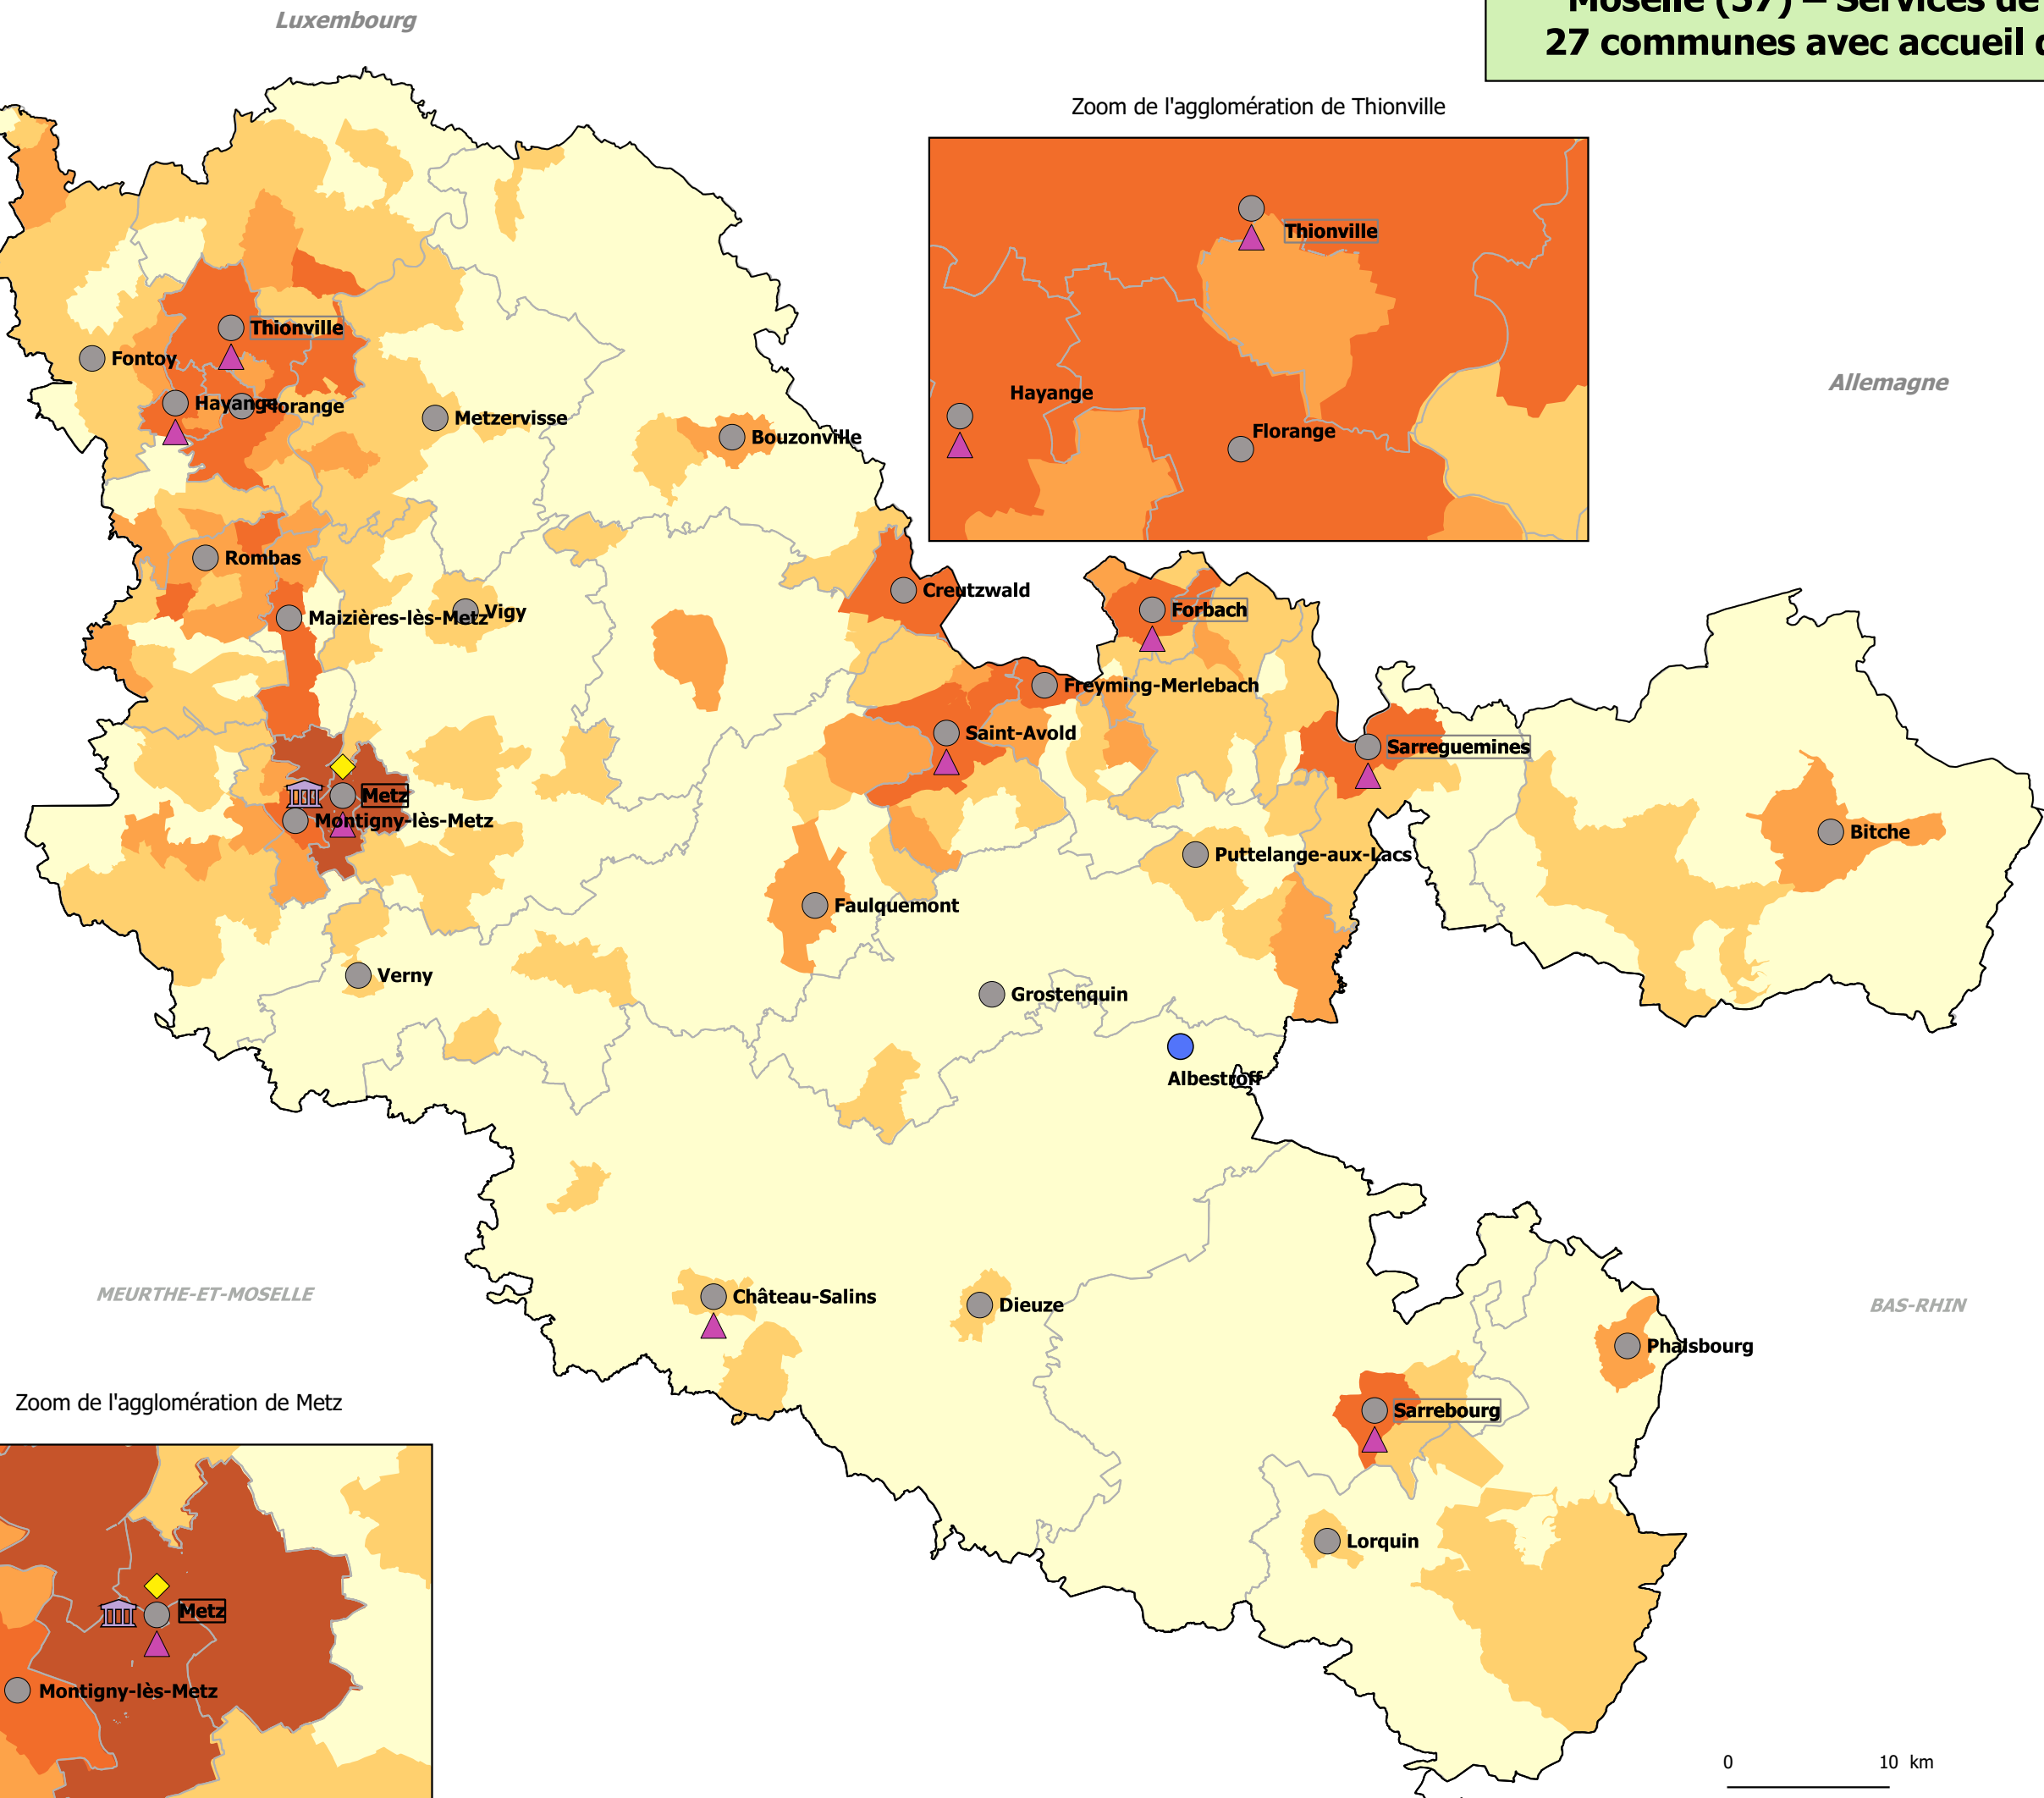 Luxembourg
Moselle (57) – Services de
27 communes avec accueil
Zoom de l'agglomération de Thionville
Thionville
Hayange
Florange
Allemagne
Thionville
Fontoy
Hayange
Florange
Metzervisse
Bouzonville
Rombas
Creutzwald
Maizières-lès-Metz
Vigy
Forbach
Freyming-Merlebach
Saint-Avold
Sarreguemines
Metz
Montigny-lès-Metz
Bitche
Puttelange-aux-Lacs
Faulquemont
Verny
Grostenquin
Albestroff
MEURTHE-ET-MOSELLE
Château-Salins
Dieuze
BAS-RHIN
Phalsbourg
Zoom de l'agglomération de Metz
Sarrebourg
Lorquin
Metz
Montigny-lès-Metz
0 10 km